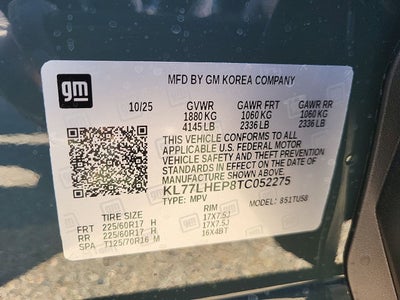 gm
MFD BY GM KOREA COMPANY
10/25 GVWR GAWR FRT GAWR RR
1880 KG 1060 KG 1060 KG
4145 LB 2336 LB 2336 LB
THIS VEHICLE CONFORMS TO ALL
APPLICABLE U.S. FEDERAL MOTOR
VEHICLE SAFETY STANDARDS IN
EFFECT ON THE DATE OF
MANUFACTURE SHOWN ABOVE.
KL77LHEP8TC052275
TYPE: MPV MODEL: 851TU58
TIRE SIZE RIM
FRT 225/60R17 H 17X7.5J
RR 225/60R17 H 17X7.5J
SPA T125/70R16 M 16X4BT